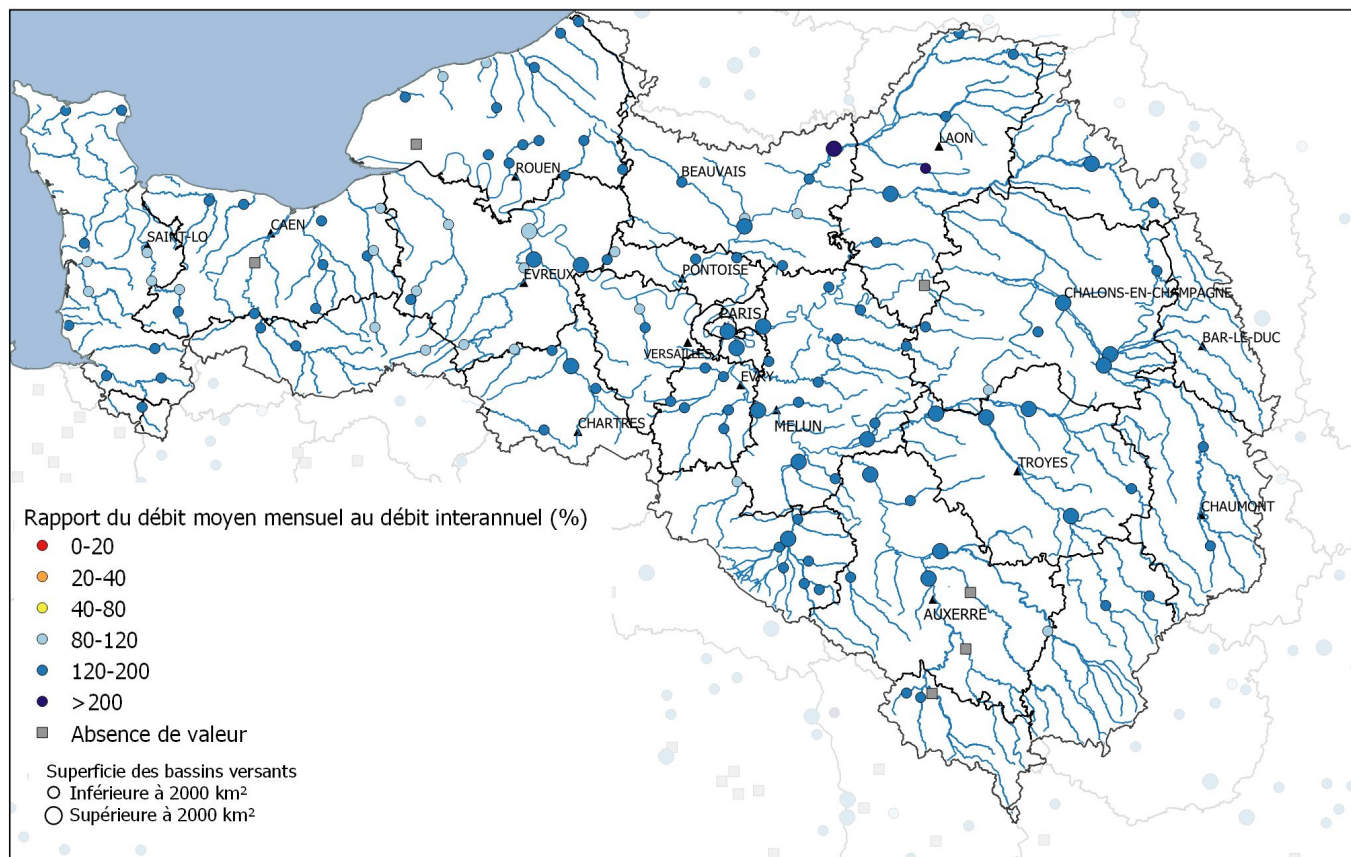 LAON
BEAUVAIS
ROUEN
CAEN
SAINT-LO
EVREUX
PONTOISE
CHALONS-EN-CHAMPAGNE
PARIS
BAR-LE-DUC
VERSAILLES
EVRY
CHARTRES
MELUN
TROYES
CHAUMONT
AUXERRE
Rapport du débit moyen mensuel au débit interannuel (%)
0-20
20-40
40-80
80-120
120-200
>200
Absence de valeur
Superficie des bassins versants
Inférieure à 2000 km²
Supérieure à 2000 km²